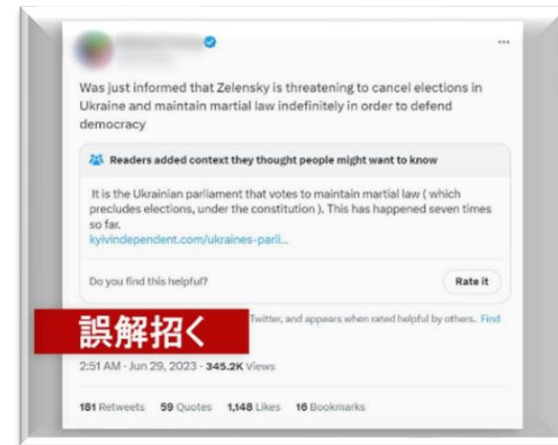 Was just informed that Zelensky is threatening to cancel elections in
Ukraine and maintain martial law indefinitely in order to defend
democracy
Readers added context they thought people might want to know
It is the Ukrainian parliament that votes to maintain martial law ( which
precludes elections, under the constitution ). This has happened seven times
so far.
kyivindependent.com/ukraines-parli...
Do you find this helpful?
Rate it
誤解招く
Twitter, and appears when rated helpful by others. Find
2:51 AM · Jun 29, 2023 · 345.2K Views
181 Retweets 59 Quotes 1,148 Likes 16 Bookmarks